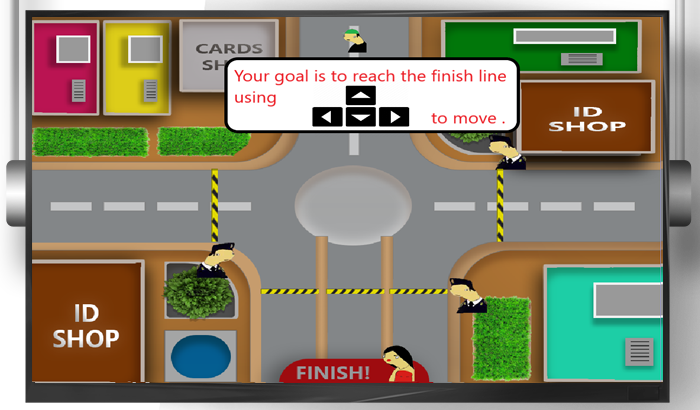 CARDS
SH
Your goal is to reach the finish line
using
to move .
ID
SHOP
ID
SHOP
FINISH!